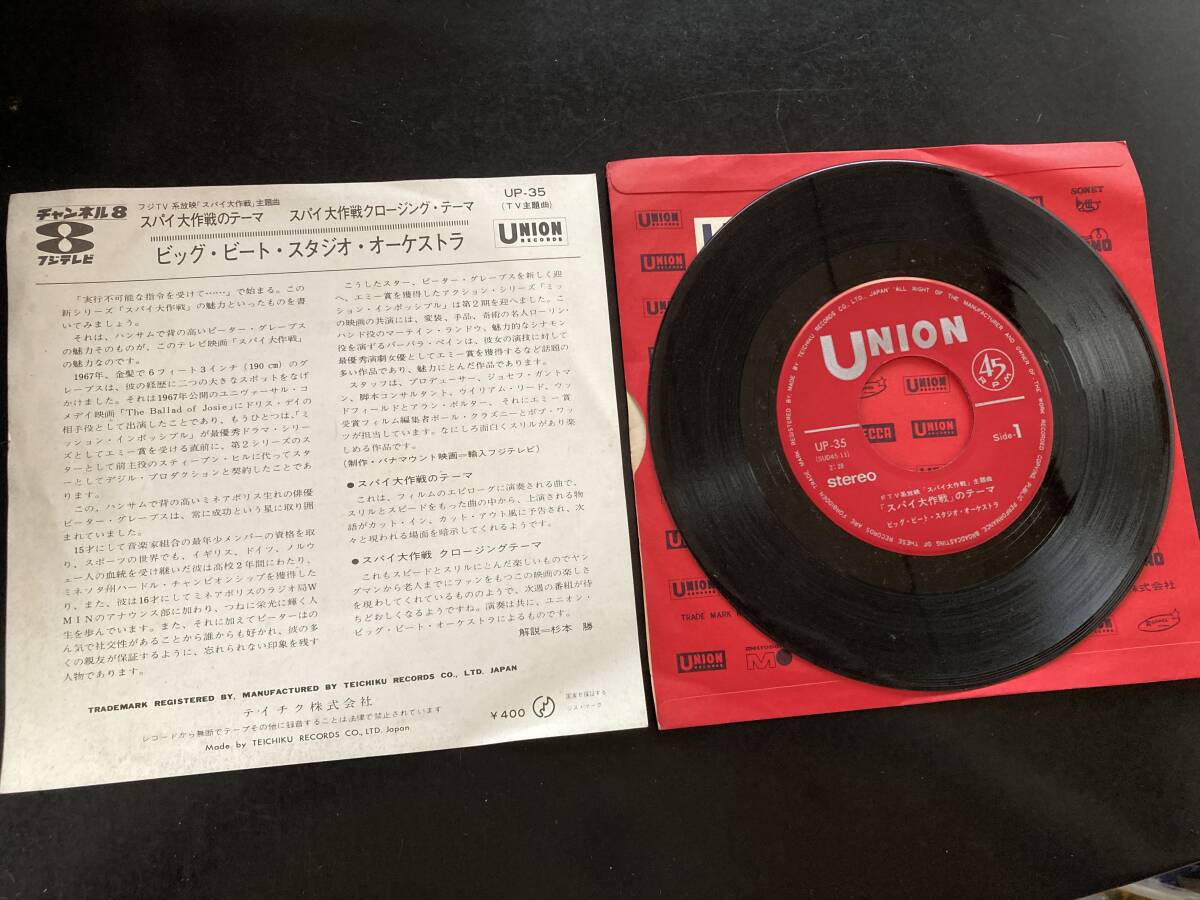 チャンネル8
フジテレビ
フジTV系放映「スパイ大作戦」主題曲
スパイ大作戦のテーマ　スパイ大作戦クロージング・テーマ
ビッグ・ビート・スタジオ・オーケストラ
UP-35
(TV主題曲)
UNION
RECORDS
「実行不可能な指令を受けて……」で始まる。この
新シリーズ「スパイ大作戦」の魅力といったものを書
いてみましょう。
それは、ハンサムで背の高いピーター・グレーブス
の魅力そのものが、このテレビ映画「スパイ大作戦」
の魅力なのです。
1967年、金髪で6フィート3インチ(190㎝)のグ
レーブスは、彼の経歴に二つの大きなスポットをなげ
かけました。それは1967年公開のユニヴァーサル・コ
メデイ映画「The Ballad of Josie」にドリス・デイの
相手役として出演したことであり、もうひとつは、「ミ
ッション・インポッシブル」が最優秀ドラマ・シリー
ズとしてエミー賞を受ける直前に、第2シリーズのス
ターとして前主役のスティーブン・ヒルに代ってスタ
ーとしてデジル・プロダクションと契約したことであ
ります。
この、ハンサムで背の高いミネアポリス生れの俳優
ピーター・グレーブスは、常に成功という星に取り囲
まれていました。
15才にして音楽家組合の最年少メンバーの資格を取
り、スポーツの世界でも、イギリス、ドイツ、ノルウ
ェー人の血統を受け継いだ彼は高校2年間にわたり、
ミネソタ州ハードル・チャンピオンシップを獲得した
り、また、彼は16才にしてミネアポリスのラジオ局W
MINのアナウンス部に加わり、つねに栄光に輝く人
生を歩んでいます。また、それに加えてピーターはの
ん気で社交性があることから誰からも好かれ、彼の多
くの親友が保証するように、忘れられない印象を残す
人物であります。
こうしたスター、ピーター・グレーブスを新しく迎
へ、エミー賞を獲得したアクション・シリーズ「ミッ
ション・インポッシブル」は第2期を迎へました。こ
の映画の共演には、変装、手品、奇術の名人ローリン・
ハンド役のマーテイン・ランドウ、魅力的なシナモン
役を演ずるバーバラ・ベインは、彼女の演技に対して
最優秀演劇女優としてエミー賞を獲得するなど話題の
多い作品であり、魅力にとんだ作品であります。
スタッフは、プロデューサー、ジョセフ・ガントマ
ン、脚本コンサルタント、ウイリアム・リード、ウッ
ドフィールドとアラン・ボルター、それにエミー賞
受賞フィルム編集者ポール・クラズニーとボブ・ワッ
ツが担当しています。なにしろ面白くスリルがあり楽
しめる作品です。
(制作・パナマウント映画=輸入フジテレビ)
●スパイ大作戦のテーマ
これは、フィルムのエピローグに演奏される曲で、
スリルとスピードをもった曲の中から、上演される物
語がカット・イン、カット・アウト風に予告され、次
々と現われる場面を暗示してくれるようです。
●スパイ大作戦 クロージングテーマ
これもスピードとスリルにとんだ楽しいものでヤン
グマンから老人までにファンをもつこの映画の楽しさ
を現わしてくれているもののようで、次週の番組が待
ちどおしくなるようですね。演奏は共に、ユニオン・
ビッグ・ビート・オーケストラによるものです。
解説=杉本 勝
TRADEMARK REGISTERED BY, MANUFACTURED BY TEICHIKU RECORDS CO., LTD. JAPAN
テイチク株式会社
¥400
レコードから無断でテープその他に録音することは法律で禁止されています
Made by TEICHIKU RECORDS CO., LTD. Japan
UNION
45
RPM
UP-35
(SUD45-11)
2:28
stereo
Side-1
FTV系放映「スパイ大作戦」主題曲
「スパイ大作戦」のテーマ
ビッグ・ビート・スタジオ・オーケストラ
UNION
RECORDS
SONET
UNION
UNION
DECCA
UNION
UNION
TRADE MARK
株式会社
UNION